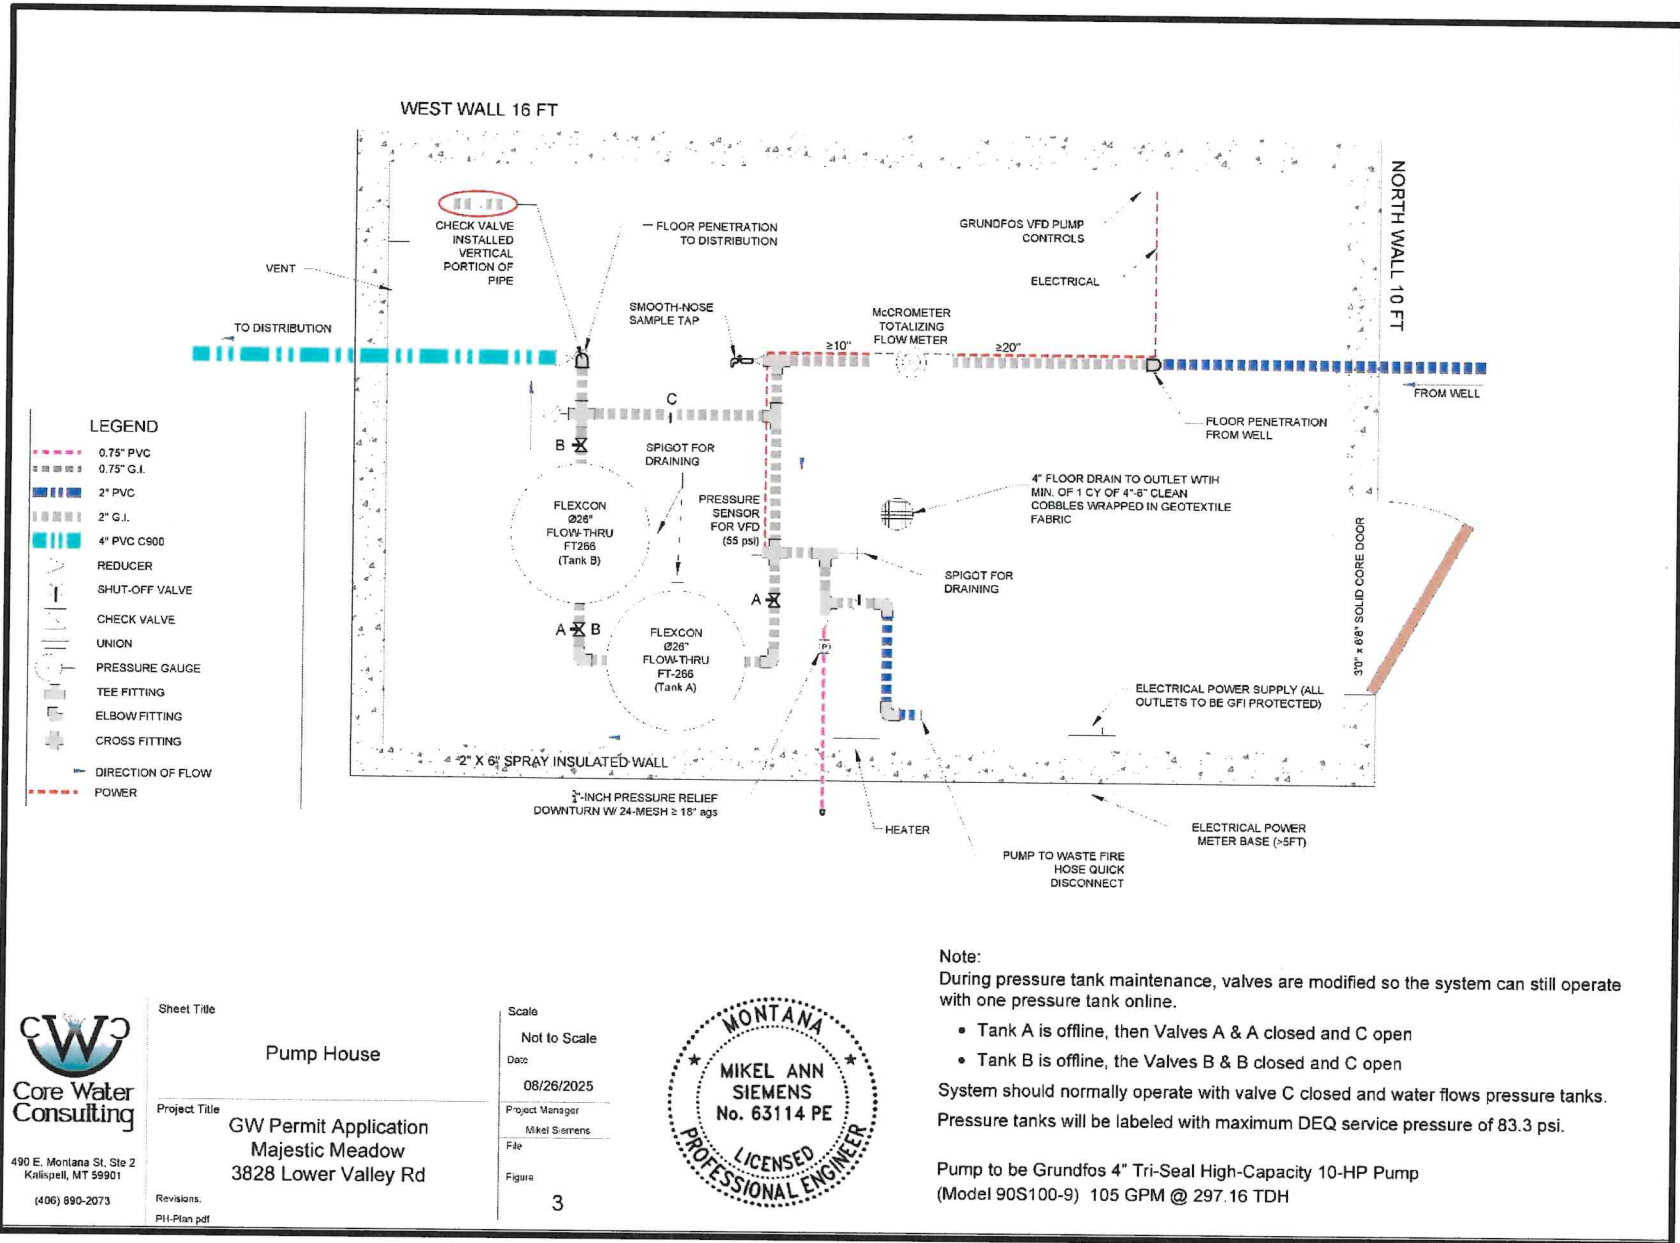 WEST WALL 16 FT
NORTH WALL 10 FT
CHECK VALVE
INSTALLED
VERTICAL
PORTION OF
PIPE
FLOOR PENETRATION
TO DISTRIBUTION
GRUNDFOS VFD PUMP
CONTROLS
ELECTRICAL
VENT
TO DISTRIBUTION
SMOOTH-NOSE
SAMPLE TAP
McCROMETER
TOTALIZING
FLOW METER
≥10"
≥20"
FROM WELL
FLOOR PENETRATION
FROM WELL
C
B
SPIGOT FOR
DRAINING
FLEXCON
Ø26"
FLOW-THRU
FT266
(Tank B)
PRESSURE
SENSOR
FOR VFD
(55 psi)
4" FLOOR DRAIN TO OUTLET WTIH
MIN. OF 1 CY OF 4"-6" CLEAN
COBBLES WRAPPED IN GEOTEXTILE
FABRIC
SPIGOT FOR
DRAINING
3'0" x 6'8" SOLID CORE DOOR
A
A B
FLEXCON
Ø26"
FLOW-THRU
FT-266
(Tank A)
P
ELECTRICAL POWER SUPPLY (ALL
OUTLETS TO BE GFI PROTECTED)
2" X 6" SPRAY INSULATED WALL
¾"-INCH PRESSURE RELIEF
DOWNTURN W/ 24-MESH ≥ 18" ags
HEATER
PUMP TO WASTE FIRE
HOSE QUICK
DISCONNECT
ELECTRICAL POWER
METER BASE (>5FT)
LEGEND
0.75" PVC
0.75" G.I.
2" PVC
2" G.I.
4" PVC C900
REDUCER
SHUT-OFF VALVE
CHECK VALVE
UNION
PRESSURE GAUGE
TEE FITTING
ELBOW FITTING
CROSS FITTING
DIRECTION OF FLOW
POWER
Note:
During pressure tank maintenance, valves are modified so the system can still operate
with one pressure tank online.
• Tank A is offline, then Valves A & A closed and C open
• Tank B is offline, the Valves B & B closed and C open
System should normally operate with valve C closed and water flows pressure tanks.
Pressure tanks will be labeled with maximum DEQ service pressure of 83.3 psi.
Pump to be Grundfos 4" Tri-Seal High-Capacity 10-HP Pump
(Model 90S100-9) 105 GPM @ 297.16 TDH
CWC
Core Water
Consulting
490 E. Montana St, Ste 2
Kalispell, MT 59901
(406) 890-2073
Sheet Title
Pump House
Project Title
GW Permit Application
Majestic Meadow
3828 Lower Valley Rd
Revisions:
PH-Plan pdf
Scale
Not to Scale
Date
08/26/2025
Project Manager
Mikel Siemens
File
Figure
3
MONTANA
MIKEL ANN
SIEMENS
No. 63114 PE
LICENSED
PROFESSIONAL ENGINEER